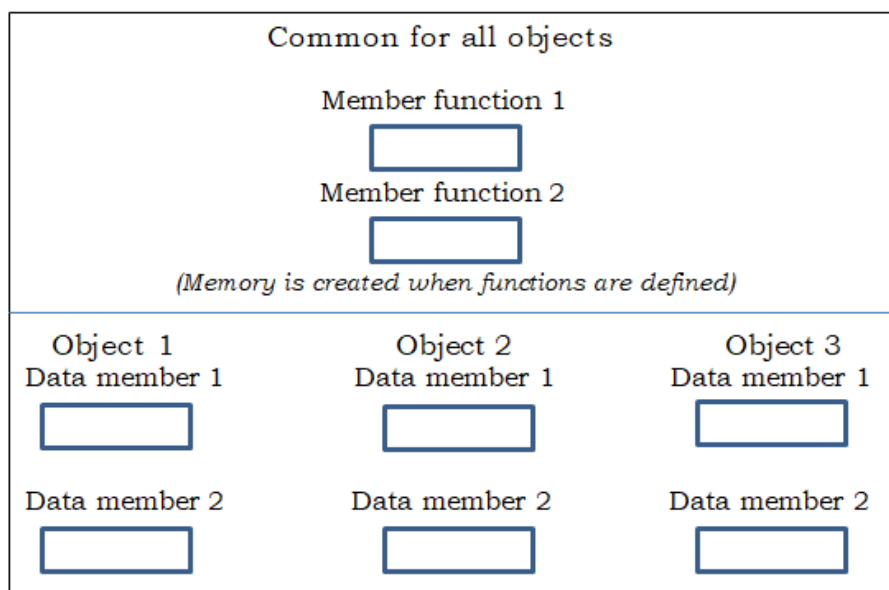 Common for all objects
Member function 1
Member function 2
(Memory is created when functions are defined)
Object 1 Object 2 Object 3
Data member 1 Data member 1 Data member 1
Data member 2 Data member 2 Data member 2